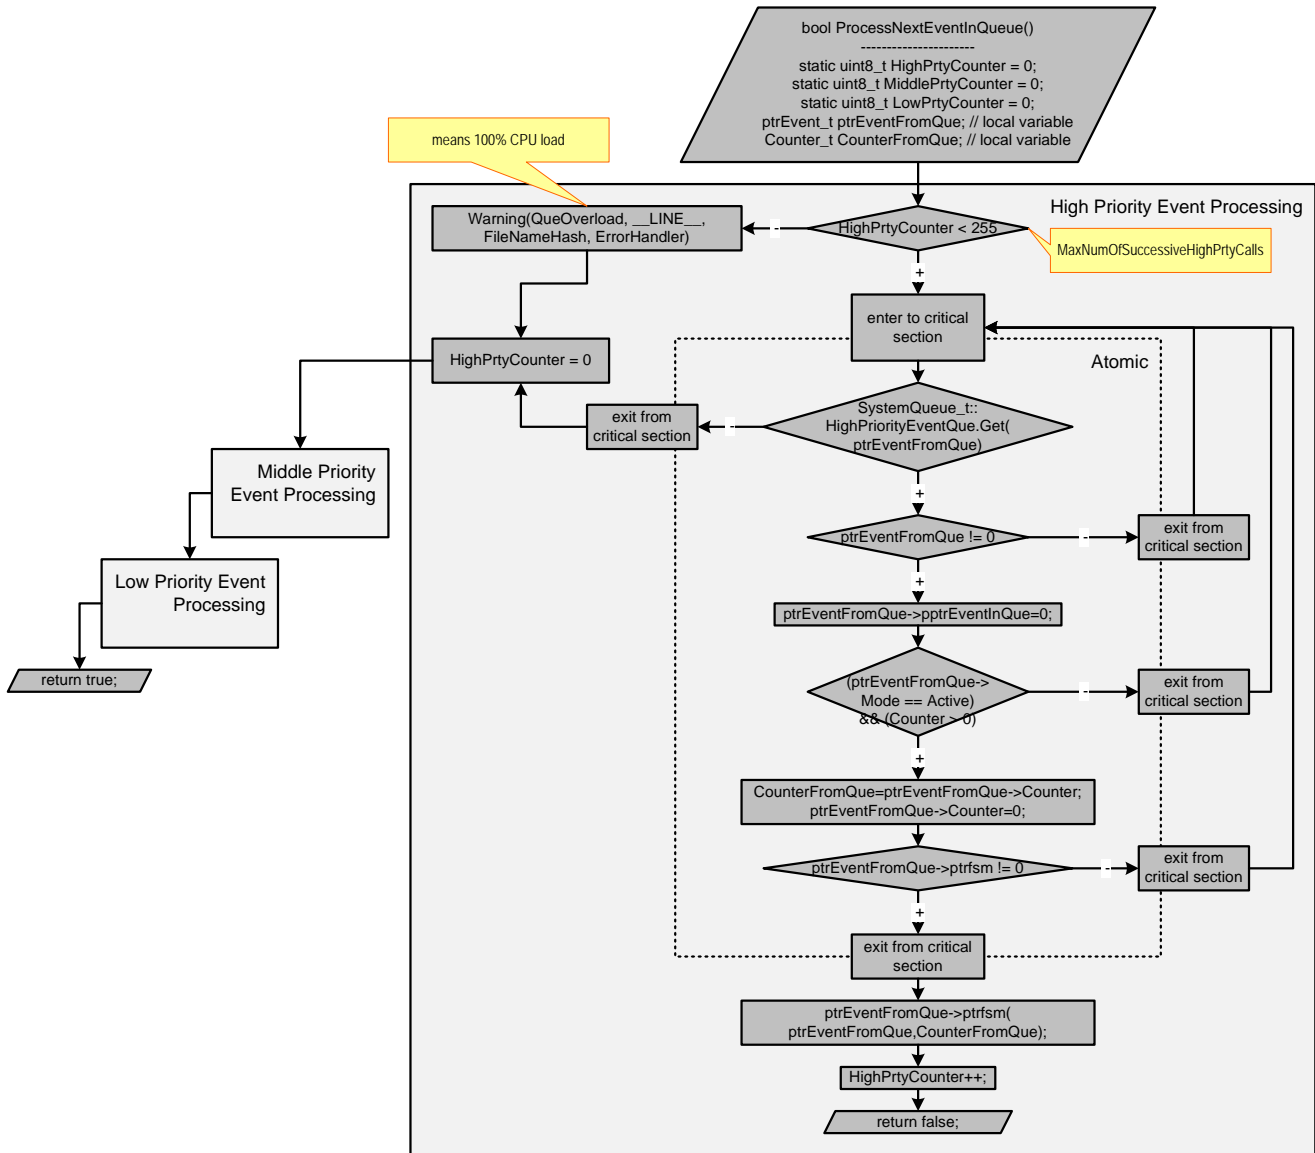 bool ProcessNextEventInQueue()
----------------------
static uint8_t HighPrtyCounter = 0;
static uint8_t MiddlePrtyCounter = 0;
static uint8_t LowPrtyCounter = 0;
ptrEvent_t ptrEventFromQue; // local variable
Counter_t CounterFromQue; // local variable
means 100% CPU load
High Priority Event Processing
Warning(QueOverload, __LINE__,
FileNameHash, ErrorHandler)
-
HighPrtyCounter < 255
MaxNumOfSuccessiveHighPrtyCalls
+
enter to critical
section
HighPrtyCounter = 0
Atomic
exit from
critical section
-
SystemQueue_t::
HighPriorityEventQue.Get(
ptrEventFromQue)
Middle Priority
Event Processing
+
ptrEventFromQue != 0
-
exit from
critical section
Low Priority Event
Processing
+
ptrEventFromQue->pptrEventInQue=0;
return true;
(ptrEventFromQue->
Mode == Active)
&& (Counter > 0)
-
exit from
critical section
+
CounterFromQue=ptrEventFromQue->Counter;
ptrEventFromQue->Counter=0;
ptrEventFromQue->ptrfsm != 0
-
exit from
critical section
+
exit from critical
section
ptrEventFromQue->ptrfsm(
ptrEventFromQue,CounterFromQue);
HighPrtyCounter++;
return false;